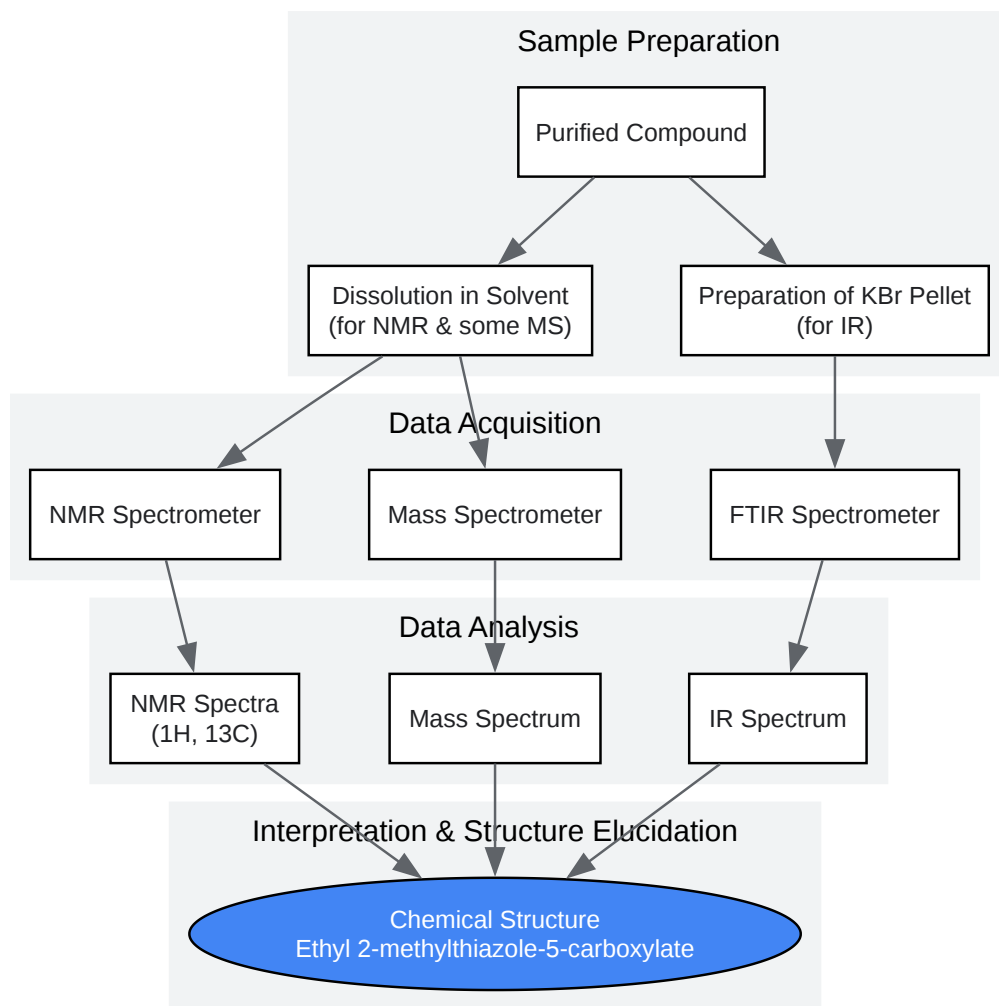 Sample Preparation
Purified Compound
Dissolution in Solvent
(for NMR & some MS)
Preparation of KBr Pellet
(for IR)
Data Acquisition
NMR Spectrometer
Mass Spectrometer
FTIR Spectrometer
Data Analysis
NMR Spectra
(1H, 13C)
Mass Spectrum
IR Spectrum
Interpretation & Structure Elucidation
Chemical Structure
Ethyl 2-methylthiazole-5-carboxylate